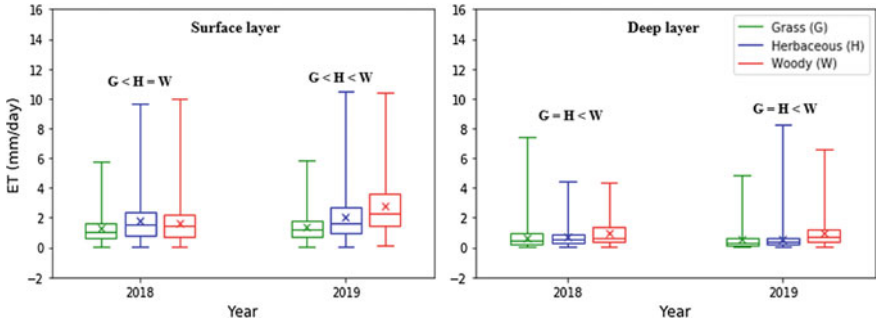 Surface layer
Deep layer
Grass (G)
Herbaceous (H)
Woody (W)
G < H = W
G < H < W
G = H < W
G = H < W
ET (mm/day)
16
14
12
10
8
6
4
2
0
−2
2018
2019
Year
16
14
12
10
8
6
4
2
0
−2
2018
2019
Year